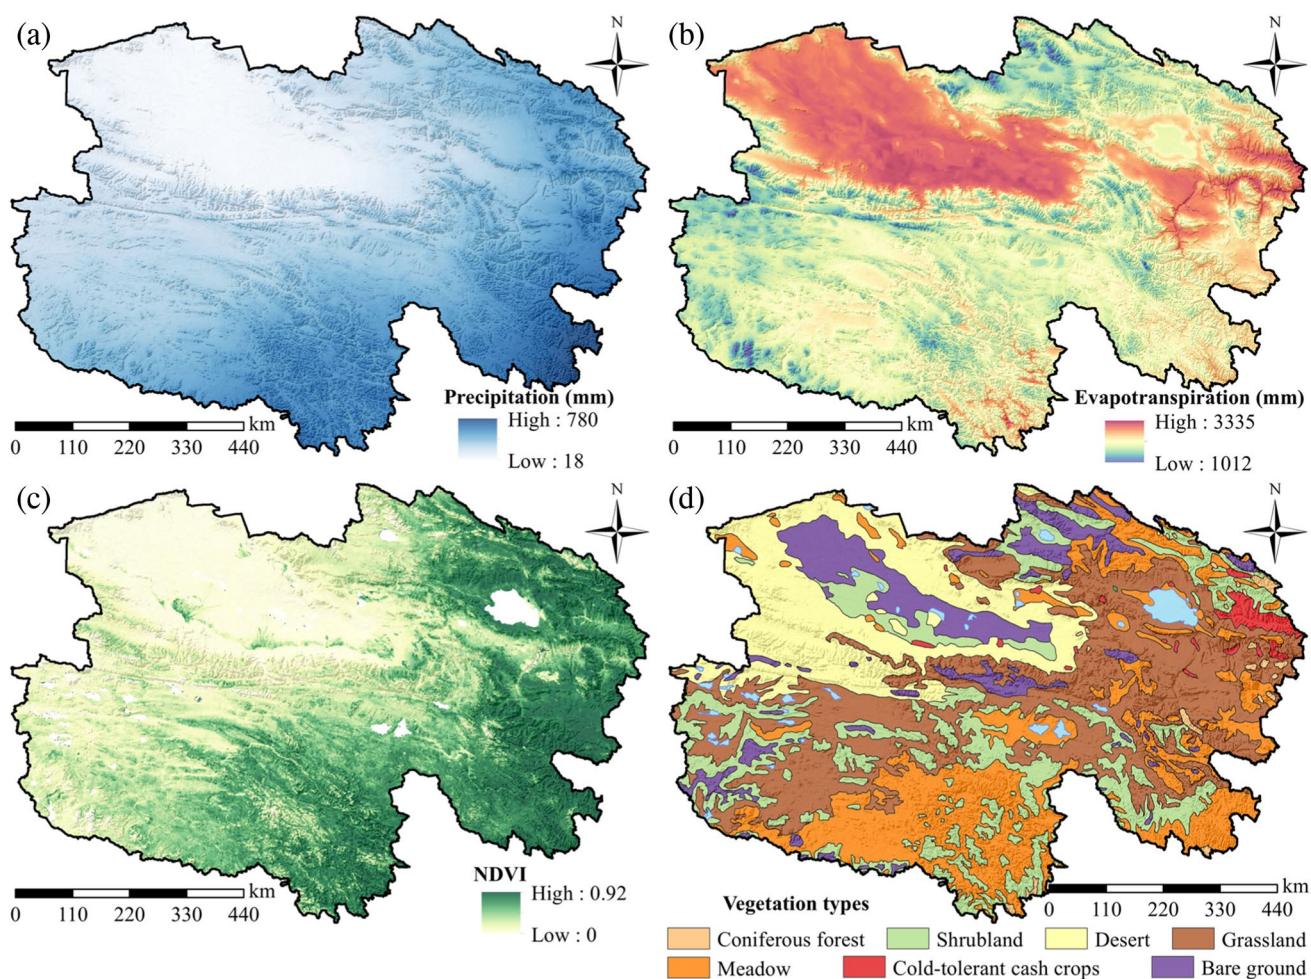 (a)
N
Precipitation (mm)
High : 780
Low : 18
km
0 110 220 330 440
(b)
N
Evapotranspiration (mm)
High : 3335
Low : 1012
km
0 110 220 330 440
(c)
N
NDVI
High : 0.92
Low : 0
km
0 110 220 330 440
(d)
N
km
0 110 220 330 440
Vegetation types
Coniferous forest Shrubland Desert Grassland
Meadow Cold-tolerant cash crops Bare ground